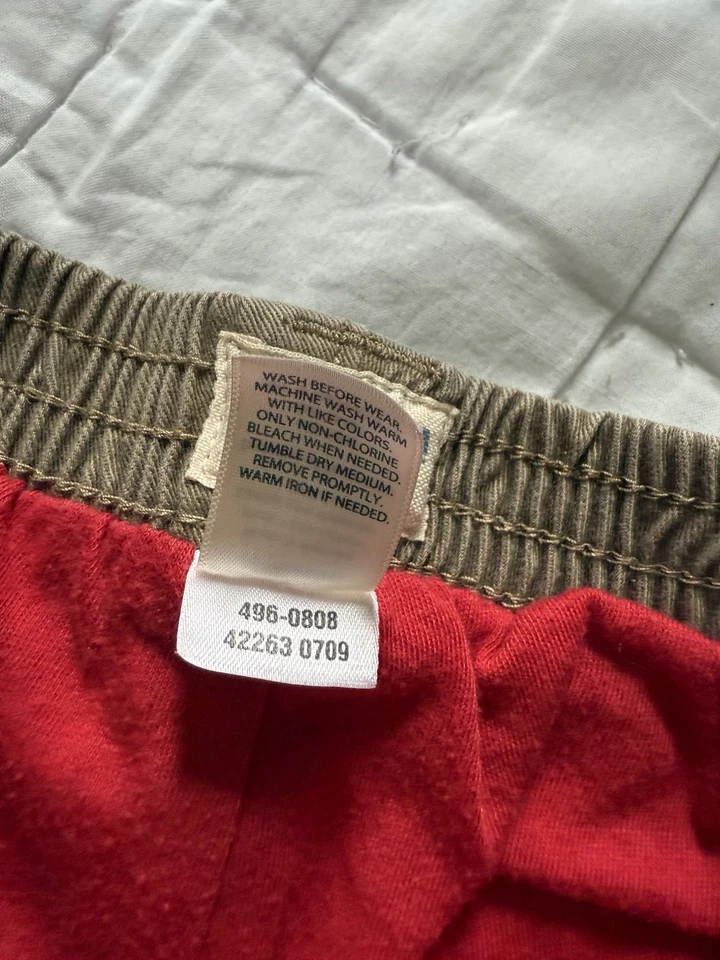 WASH BEFORE WEAR.
MACHINE WASH WARM
WITH LIKE COLORS.
ONLY NON-CHLORINE
BLEACH WHEN NEEDED.
TUMBLE DRY MEDIUM.
REMOVE PROMPTLY.
WARM IRON IF NEEDED.
496-0808
42263 0709